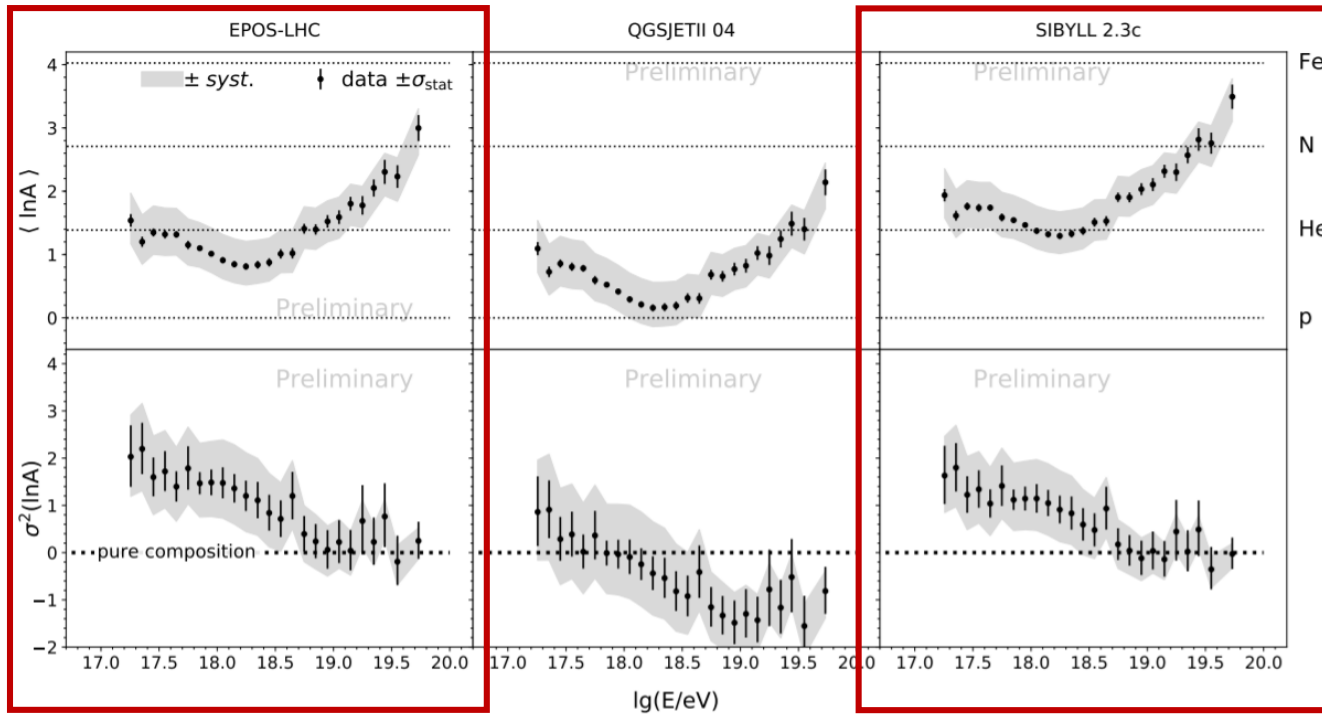 EPOS-LHC
QGSJETII 04
SIBYLL 2.3c
4
3
2
1
0
⟨ lnA ⟩
± syst.
data ±σstat
Preliminary
Preliminary
Preliminary
Fe
N
He
p
4
3
2
1
0
−1
−2
σ²(lnA)
Preliminary
Preliminary
Preliminary
pure composition
17.0 17.5 18.0 18.5 19.0 19.5 20.0
17.0 17.5 18.0 18.5 19.0 19.5 20.0
17.0 17.5 18.0 18.5 19.0 19.5 20.0
lg(E/eV)